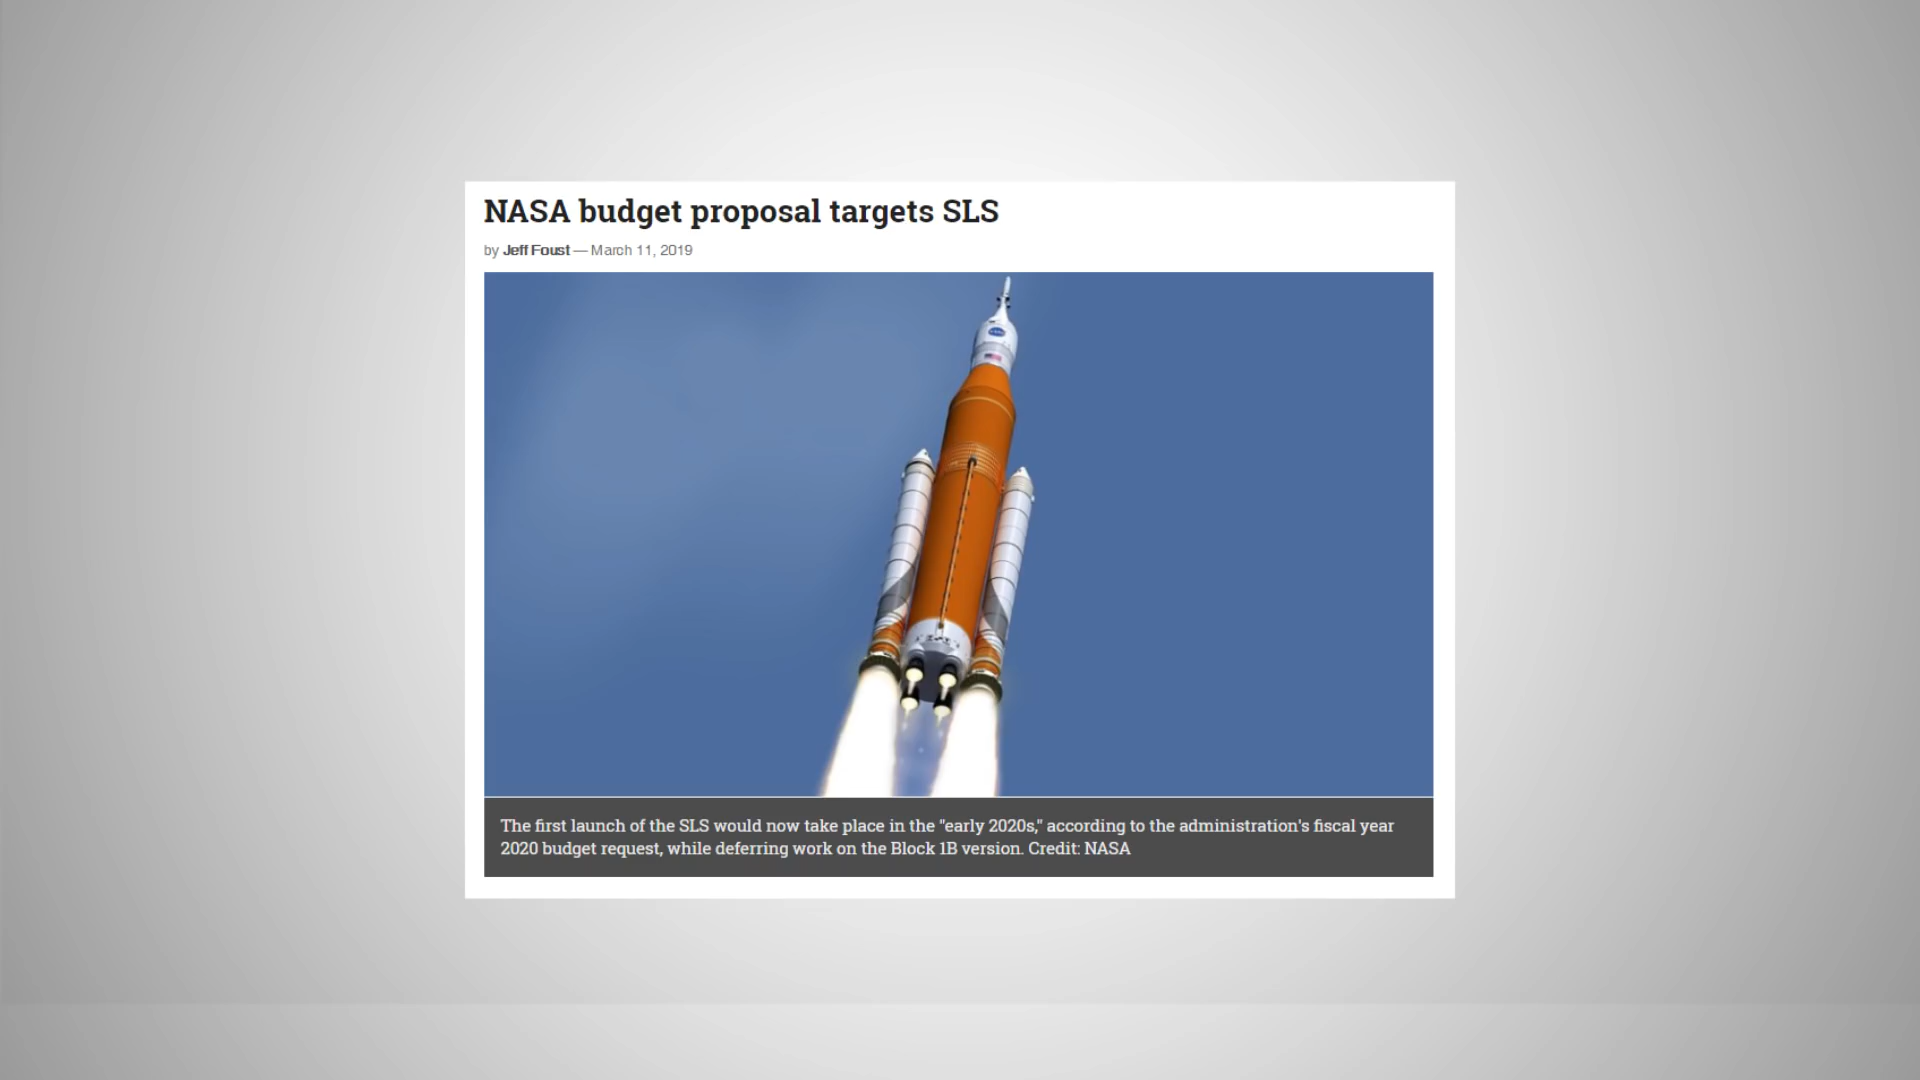 NASA budget proposal targets SLS
by Jeff Foust — March 11, 2019
The first launch of the SLS would now take place in the "early 2020s," according to the administration's fiscal year
2020 budget request, while deferring work on the Block 1B version. Credit: NASA